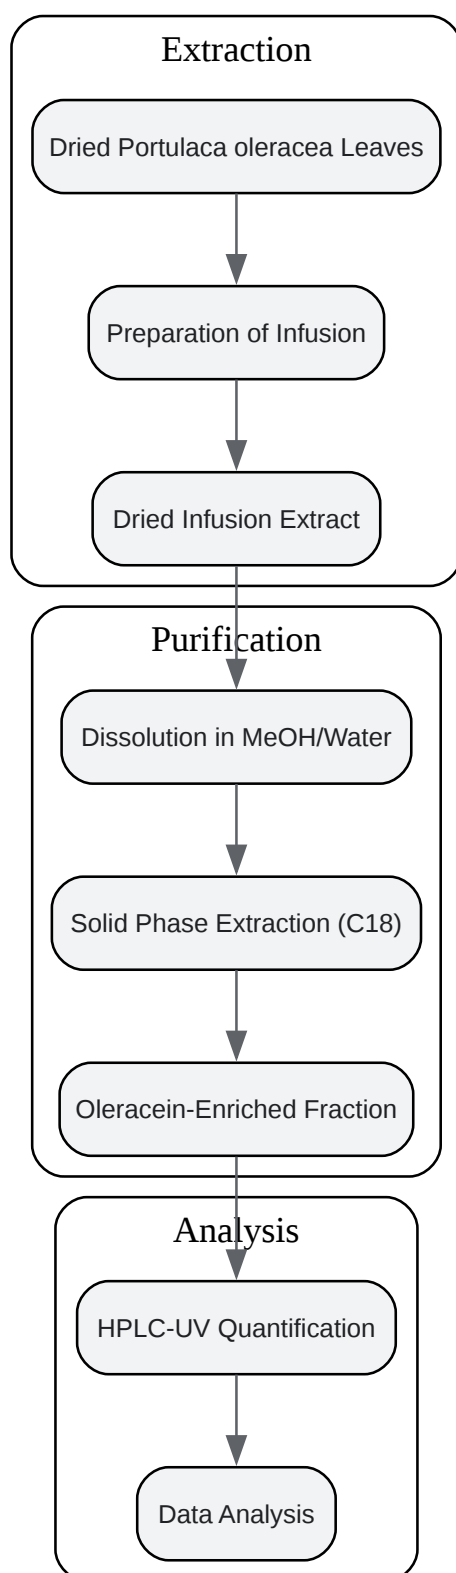 Extraction
Dried Portulaca oleracea Leaves
Preparation of Infusion
Dried Infusion Extract
Purification
Dissolution in MeOH/Water
Solid Phase Extraction (C18)
Oleracein-Enriched Fraction
Analysis
HPLC-UV Quantification
Data Analysis